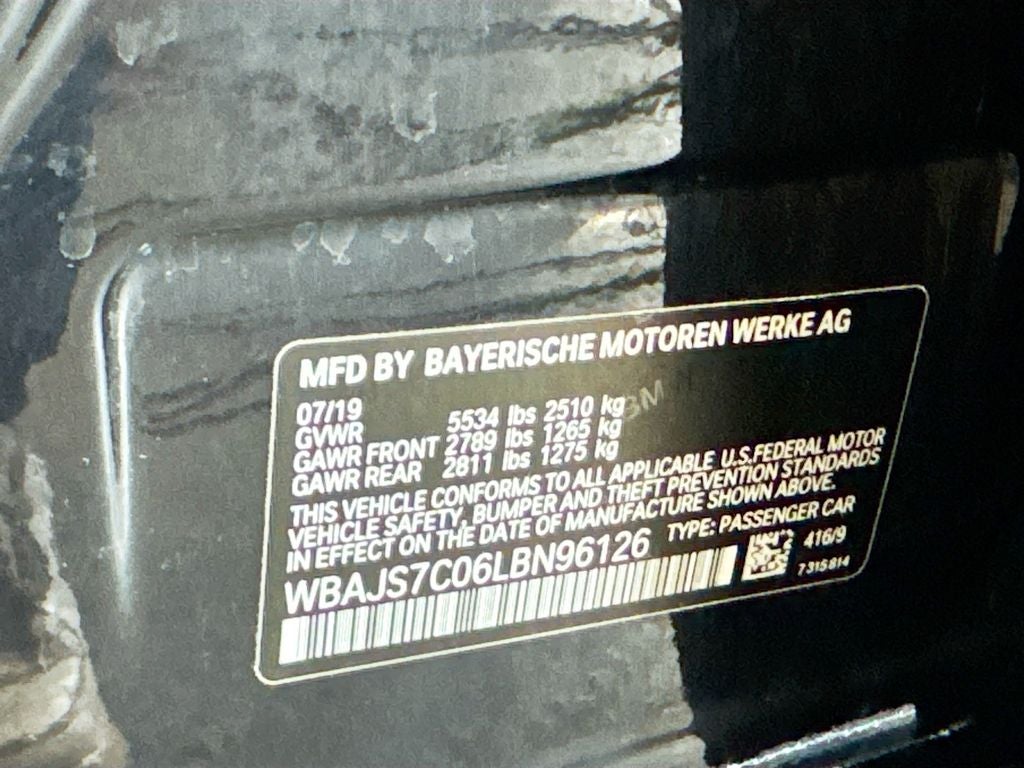 MFD BY BAYERISCHE MOTOREN WERKE AG
07/19
GVWR 5534 lbs 2510 kg
GAWR FRONT 2789 lbs 1265 kg
GAWR REAR 2811 lbs 1275 kg
THIS VEHICLE CONFORMS TO ALL APPLICABLE U.S.FEDERAL MOTOR
VEHICLE SAFETY, BUMPER AND THEFT PREVENTION STANDARDS
IN EFFECT ON THE DATE OF MANUFACTURE SHOWN ABOVE.
WBAJS7C06LBN96126 TYPE: PASSENGER CAR
416/9
7315814